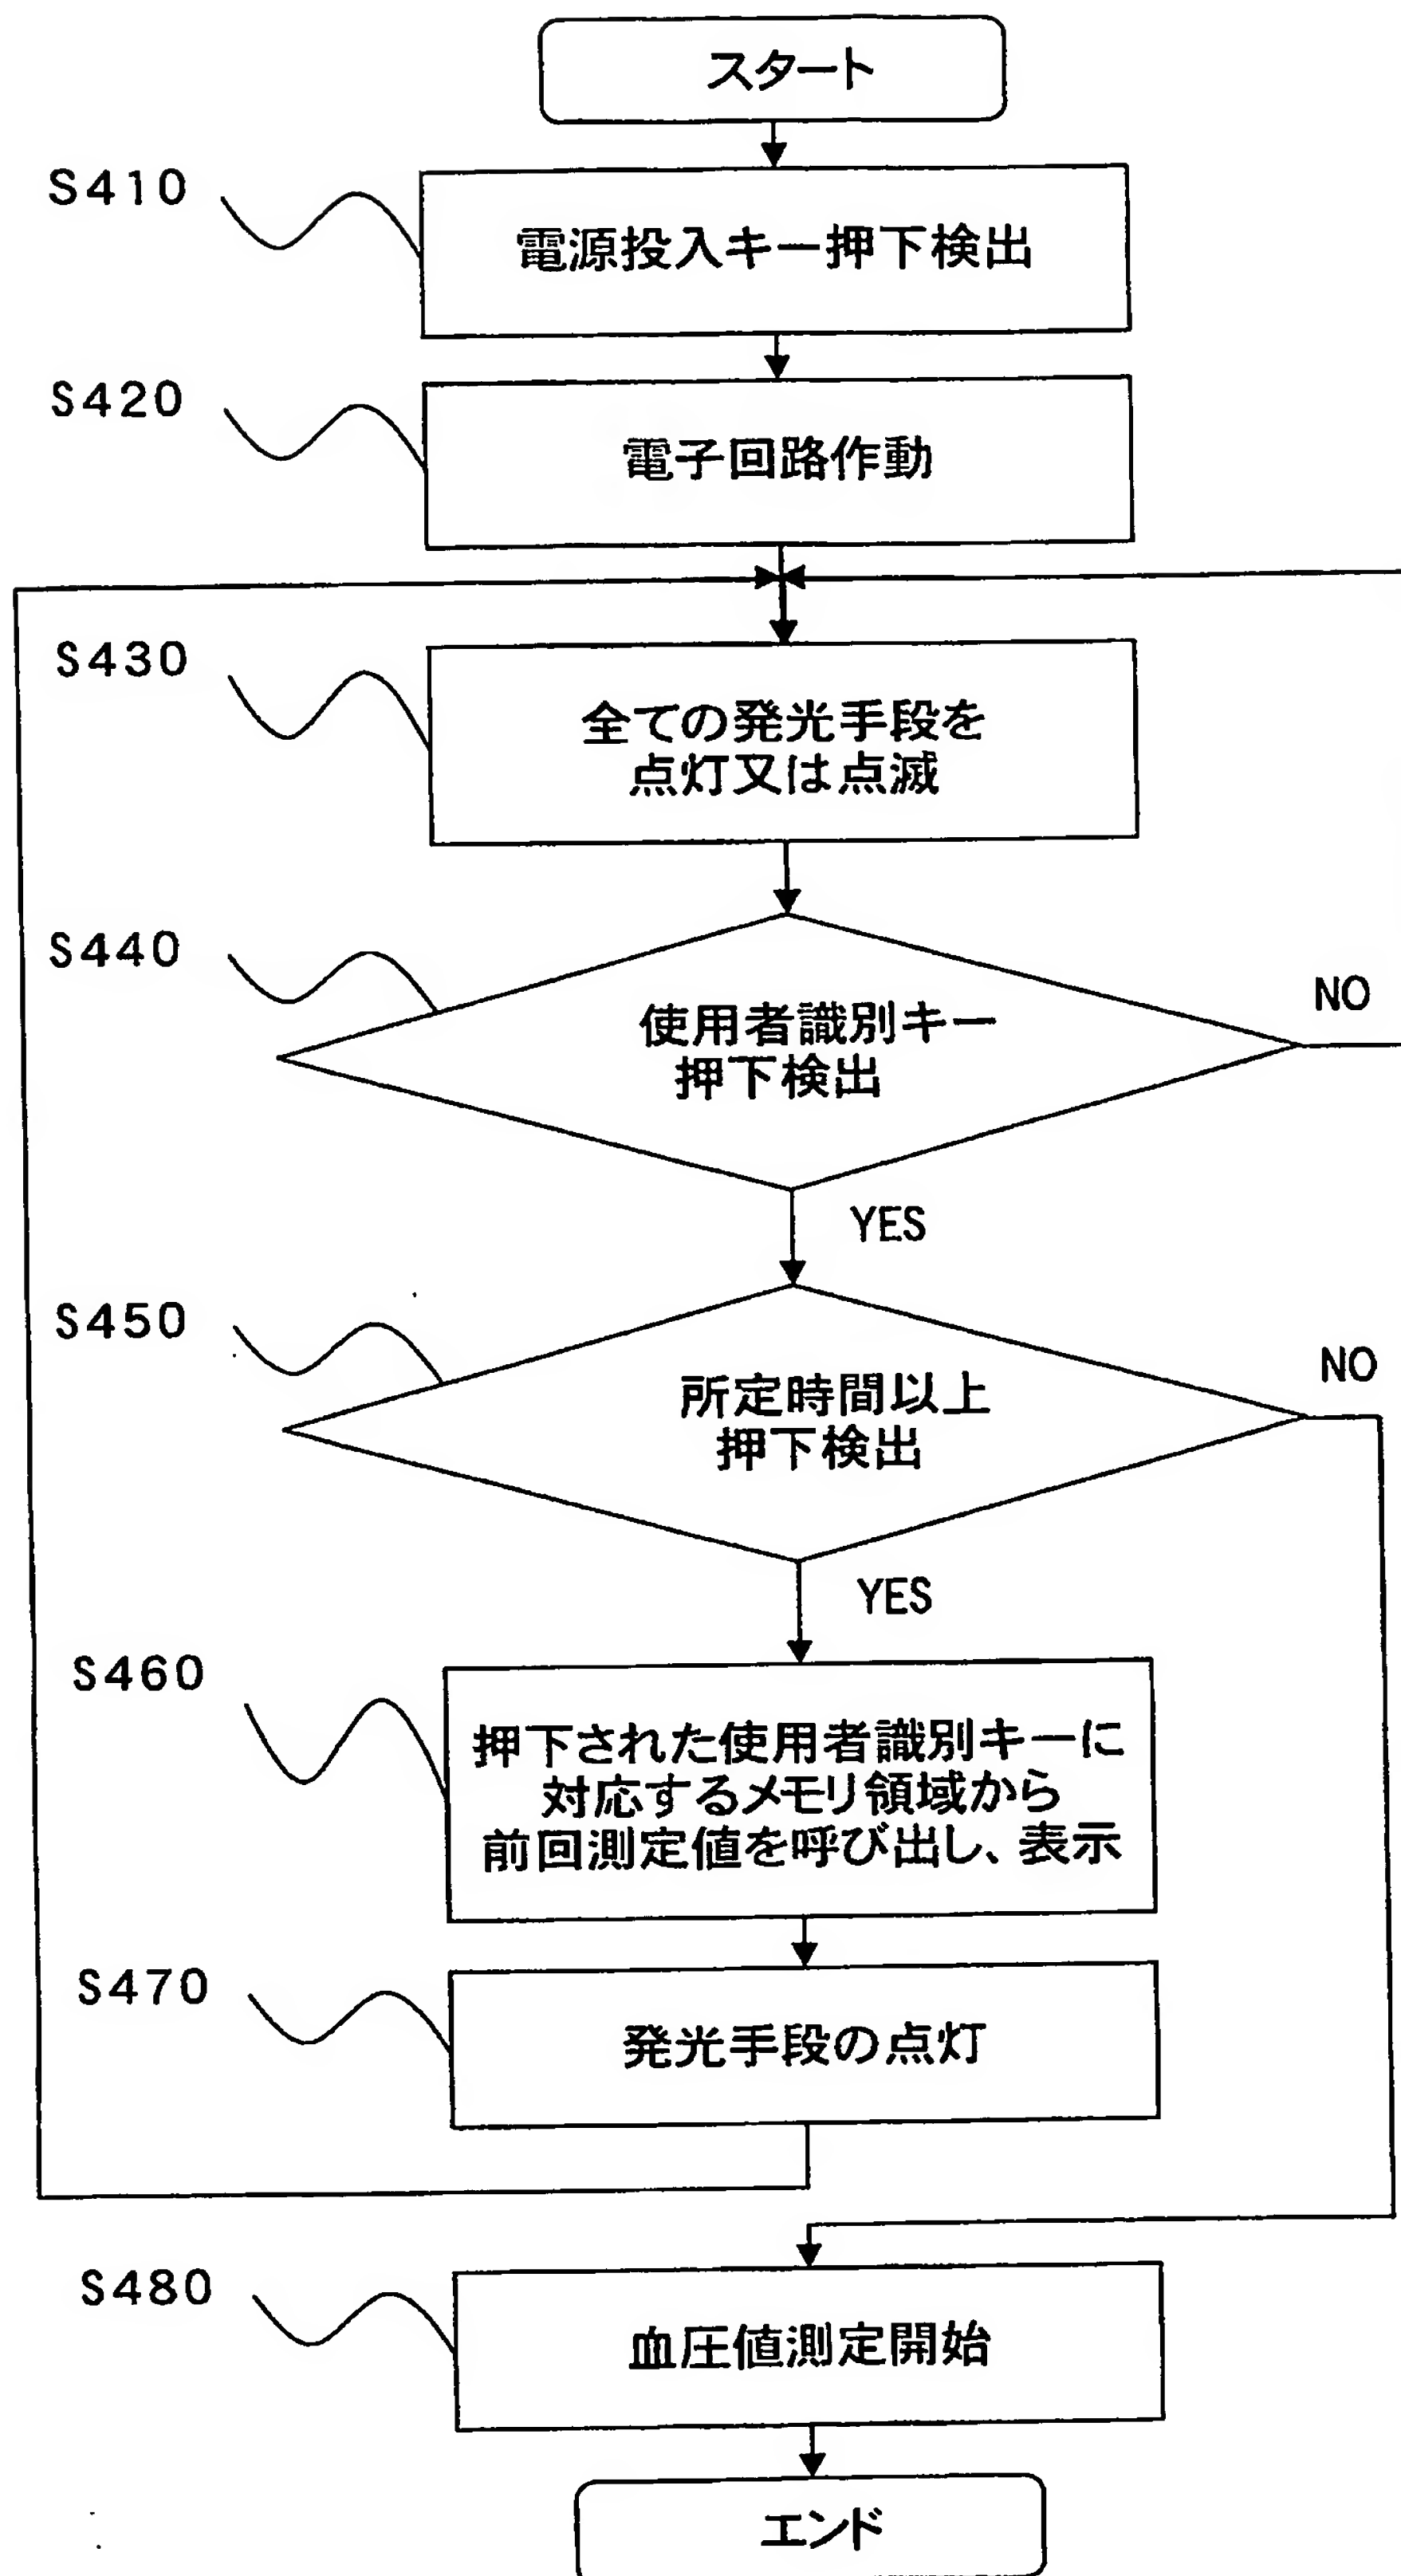 スタート
S410
電源投入キー押下検出
S420
電子回路作動
S430
全ての発光手段を
点灯又は点滅
S440
使用者識別キー
押下検出
NO
YES
S450
所定時間以上
押下検出
NO
YES
S460
押下された使用者識別キーに
対応するメモリ領域から
前回測定値を呼び出し、表示
S470
発光手段の点灯
S480
血圧値測定開始
エンド